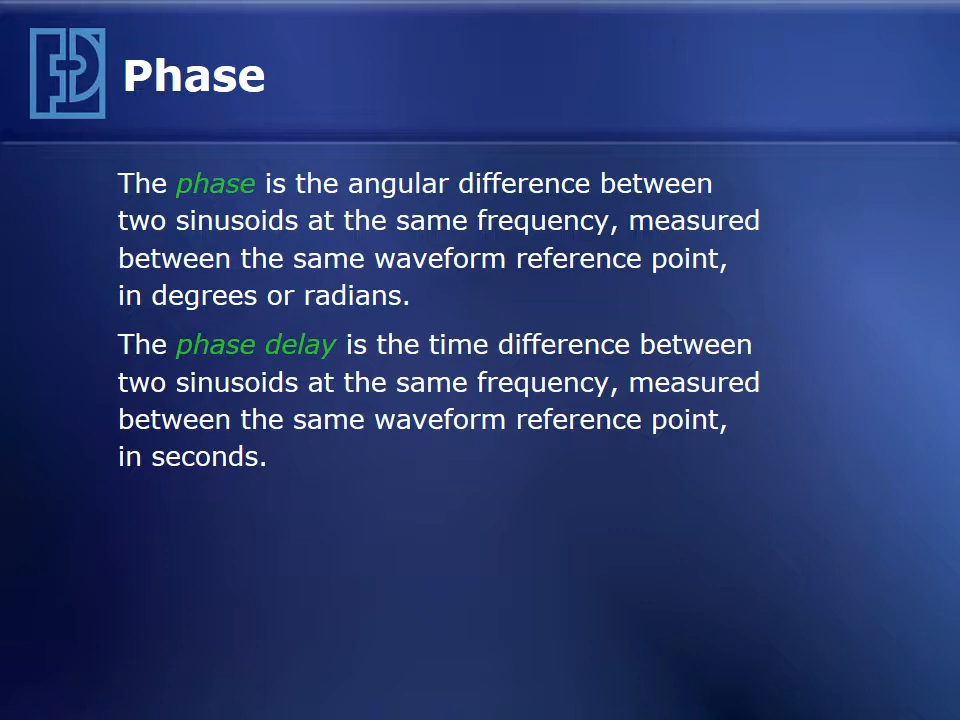 Phase
The phase is the angular difference between
two sinusoids at the same frequency, measured
between the same waveform reference point,
in degrees or radians.
The phase delay is the time difference between
two sinusoids at the same frequency, measured
between the same waveform reference point,
in seconds.